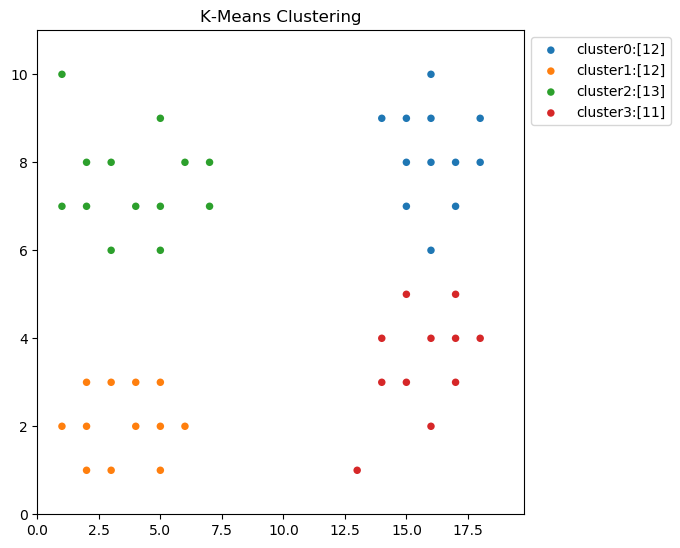 K-Means Clustering
cluster0:[12]
cluster1:[12]
cluster2:[13]
cluster3:[11]
10
8
6
4
2
0
0.0 2.5 5.0 7.5 10.0 12.5 15.0 17.5